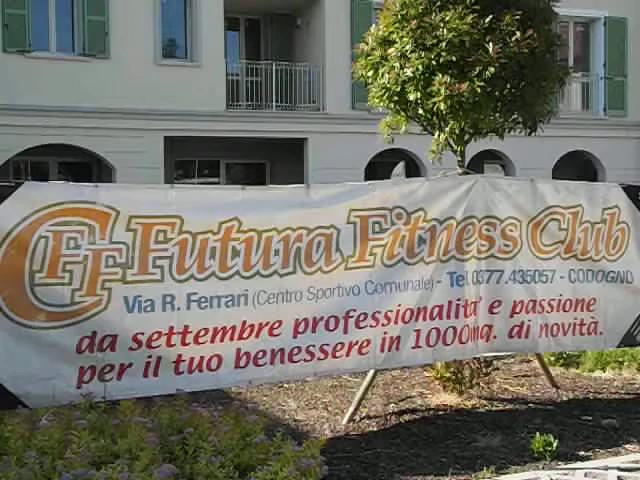 CFF Futura Fitness Club
Via R. Ferrari (Centro Sportivo Comunale) - Tel. 0377.435057 - CODOGNO
da settembre professionalita' e passione
per il tuo benessere in 1000mq. di novità.